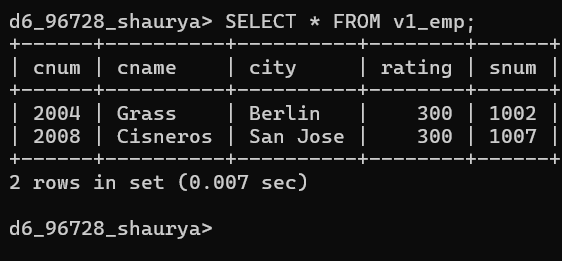 d6_96728_shaurya> SELECT * FROM v1_emp;
+------+----------+----------+--------+------+
| cnum | cname    | city     | rating | snum |
+------+----------+----------+--------+------+
| 2004 | Grass    | Berlin   |    300 | 1002 |
| 2008 | Cisneros | San Jose |    300 | 1007 |
+------+----------+----------+--------+------+
2 rows in set (0.007 sec)
d6_96728_shaurya>